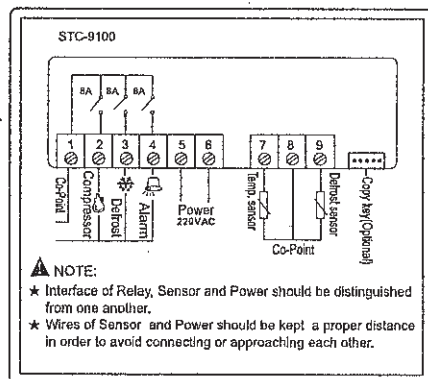 STC-9100
8A 8A 8A
1 2 3 4 5 6 7 8 9
Co-Point
Compressor
Defrost
Alarm
Power
220VAC
Temp. sensor
Co-Point
Defrost sensor
Copy key(Optional)
NOTE:
★ Interface of Relay, Sensor and Power should be distinguished
from one another.
★ Wires of Sensor and Power should be kept a proper distance
in order to avoid connecting or approaching each other.